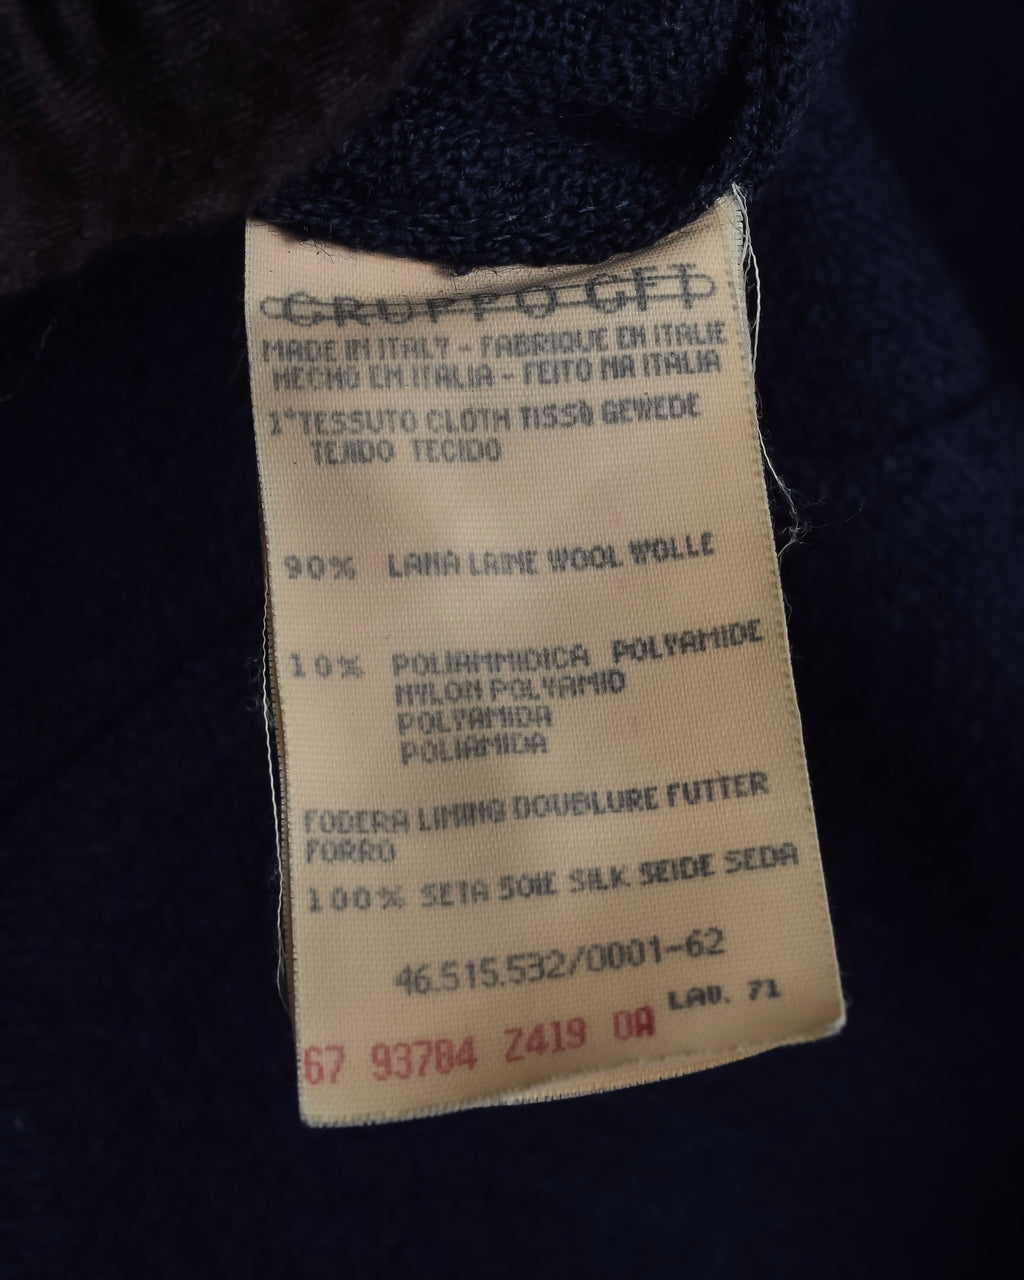 GRUPPO GFT
MADE IN ITALY - FABRIQUE EN ITALIE
HECHO EN ITALIA - FEITO NA ITALIA
1°TESSUTO CLOTH TISSÙ GEWEDE
TEJIDO TECIDO
90% LANA LAINE WOOL WOLLE
10% POLIAMMIDICA POLYAMIDE
NYLON POLYAMID
POLYAMIDA
POLIAMIDA
FODERA LINING DOUBLURE FUTTER
FORRO
100% SETA SOIE SILK SEIDE SEDA
46.515.532/0001-62
LAV. 71
67 93784 Z419 0A